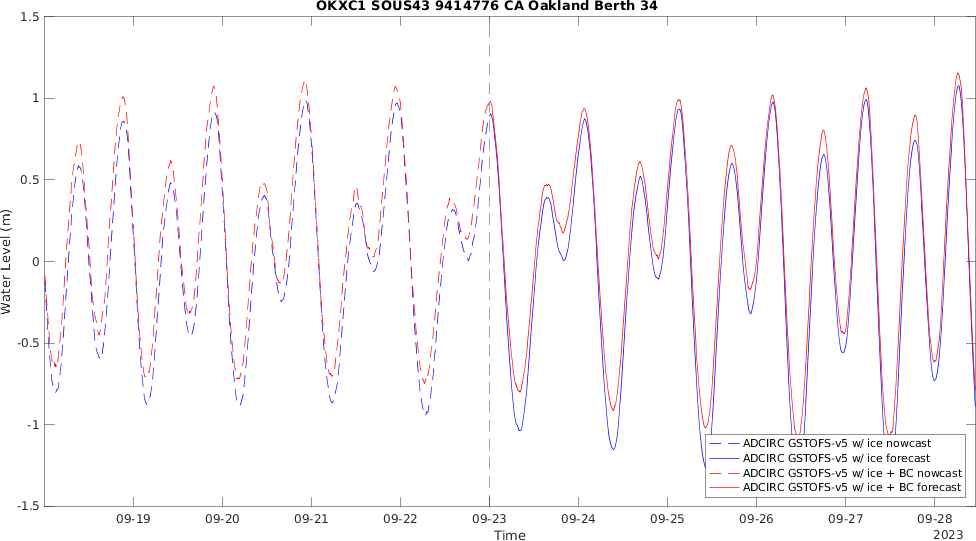 OKXC1 SOUS43 9414776 CA Oakland Berth 34
1.5
1
0.5
0
-0.5
-1
-1.5
Water Level (m)
ADCIRC GSTOFS-v5 w/ ice nowcast
ADCIRC GSTOFS-v5 w/ ice forecast
ADCIRC GSTOFS-v5 w/ ice + BC nowcast
ADCIRC GSTOFS-v5 w/ ice + BC forecast
09-19 09-20 09-21 09-22 09-23 09-24 09-25 09-26 09-27 09-28
Time
2023